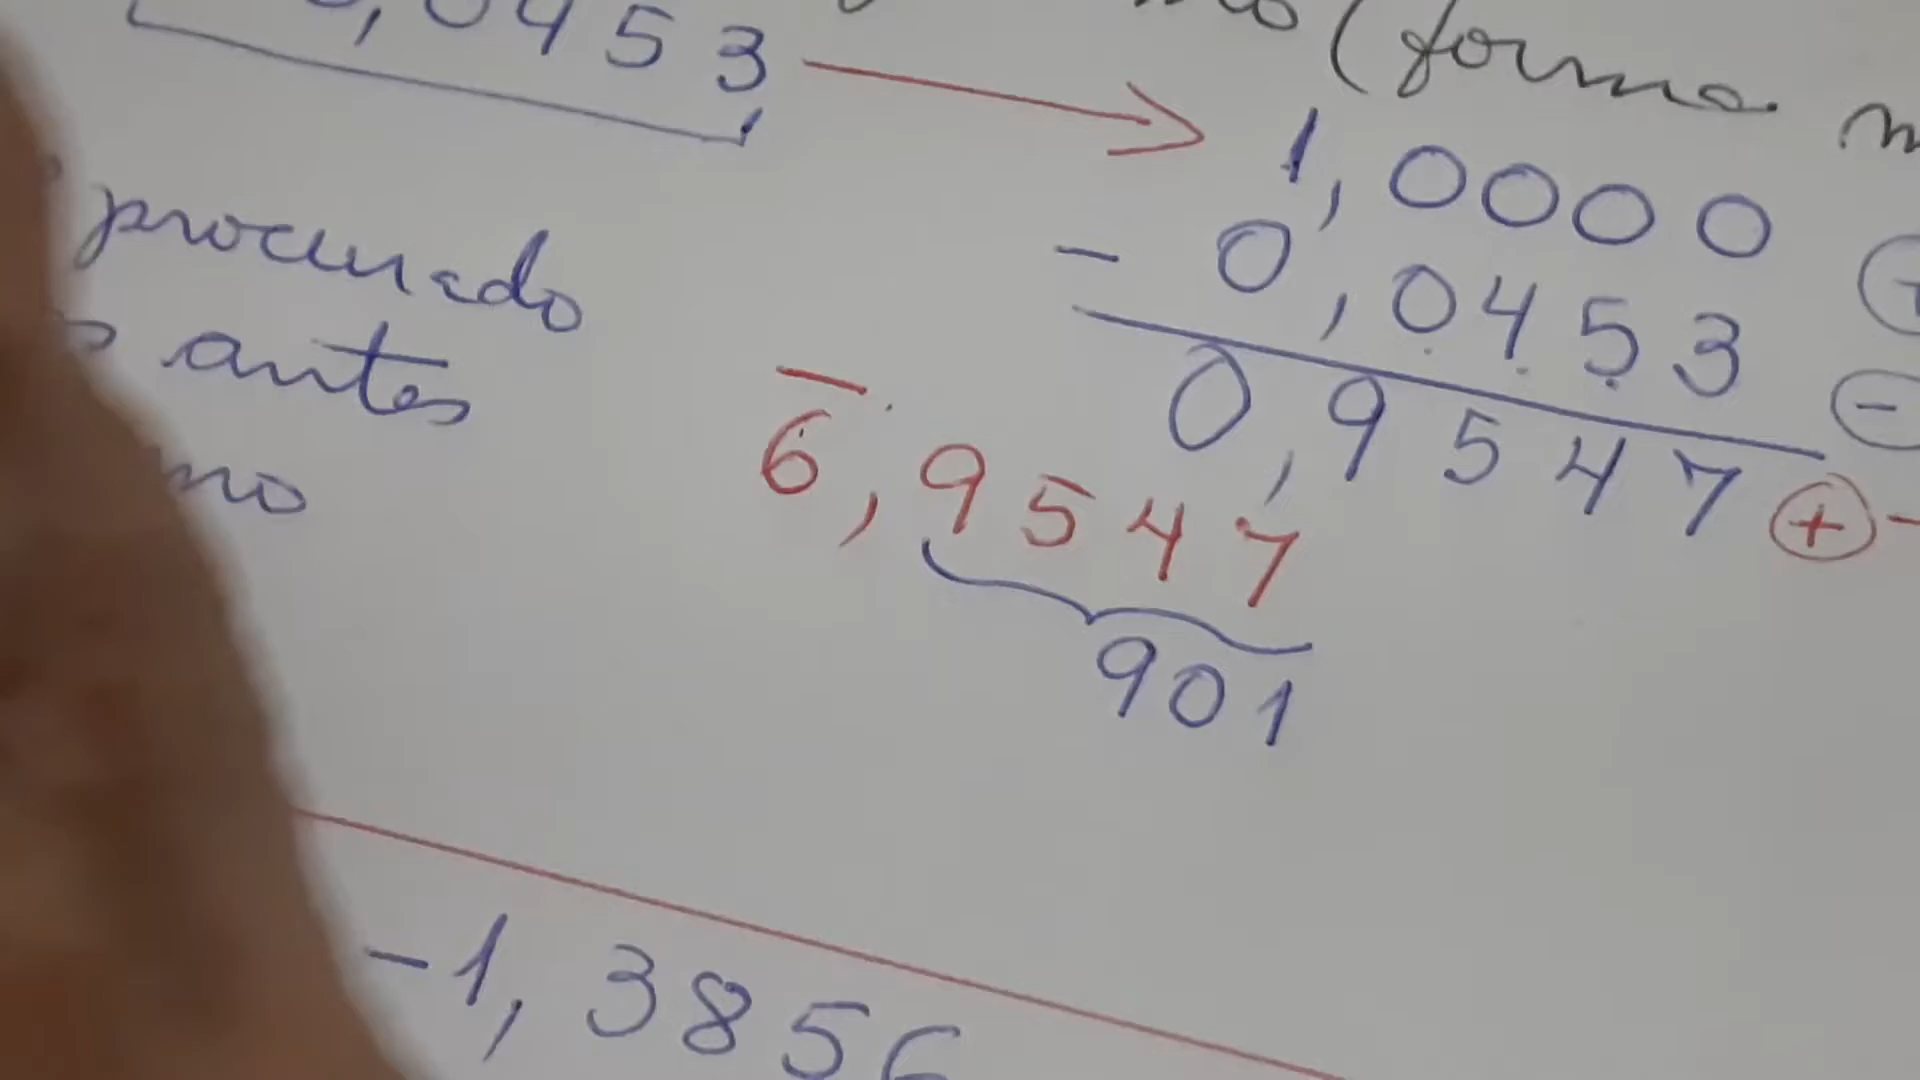 ,0453
(forma
1,0000
procurado
- 0,0453
antes
0,9547 +
-
6̅,9547
901
-1,3856